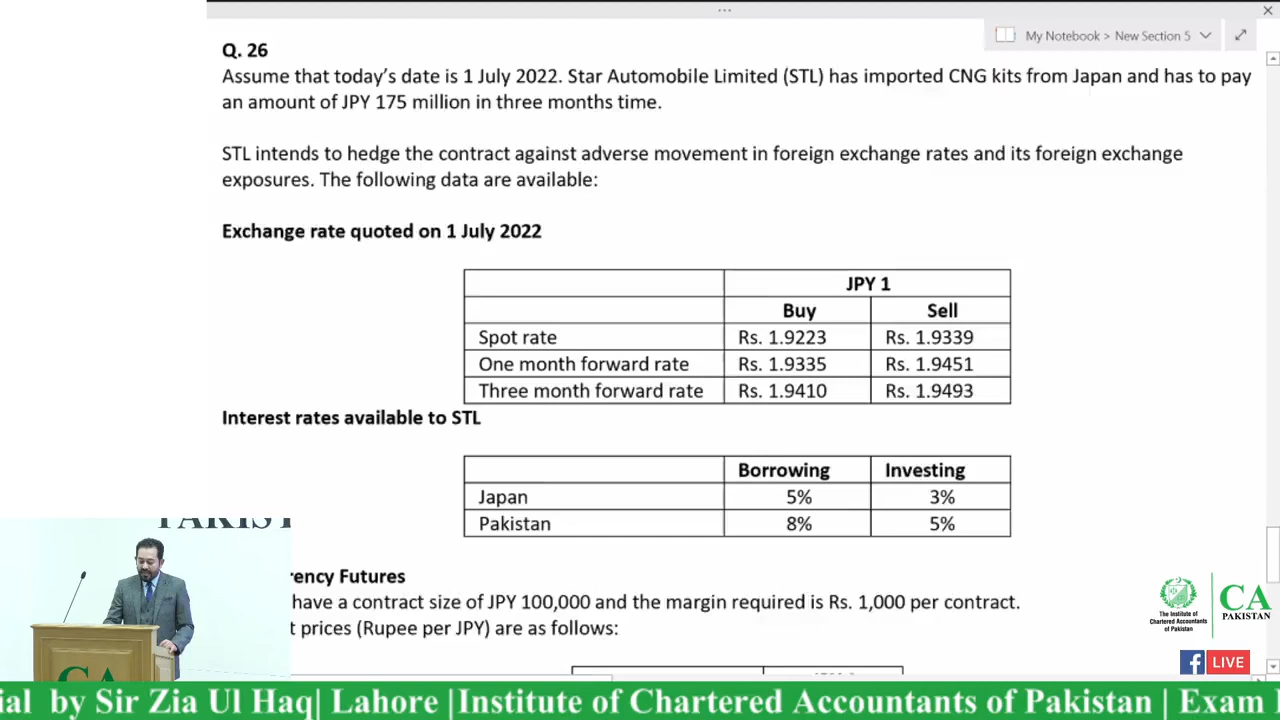 My Notebook > New Section 5
Q. 26
Assume that today's date is 1 July 2022. Star Automobile Limited (STL) has imported CNG kits from Japan and has to pay
an amount of JPY 175 million in three months time.
STL intends to hedge the contract against adverse movement in foreign exchange rates and its foreign exchange
exposures. The following data are available:
Exchange rate quoted on 1 July 2022
JPY 1
Buy Sell
Spot rate Rs. 1.9223 Rs. 1.9339
One month forward rate Rs. 1.9335 Rs. 1.9451
Three month forward rate Rs. 1.9410 Rs. 1.9493
Interest rates available to STL
Borrowing Investing
Japan 5% 3%
Pakistan 8% 5%
rency Futures
have a contract size of JPY 100,000 and the margin required is Rs. 1,000 per contract.
t prices (Rupee per JPY) are as follows:
The Institute of
Chartered Accountants
of Pakistan
CA
PAKISTAN
LIVE
CA
ial by Sir Zia Ul Haq| Lahore |Institute of Chartered Accountants of Pakistan | Exam